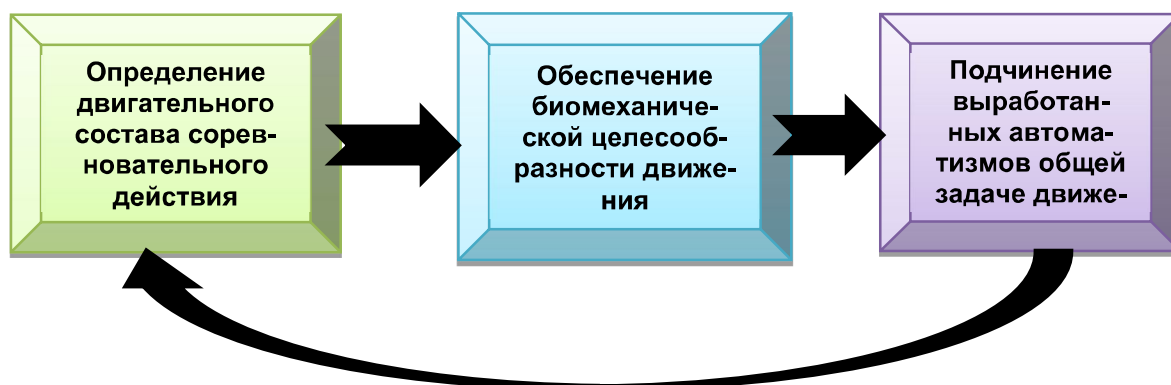 Определение
двигательного
состава сорев-
новательного
действия
Обеспечение
биомеханиче-
ской целесооб-
разности движе-
ния
Подчинение
выработан-
ных автома-
тизмов общей
задаче движе-